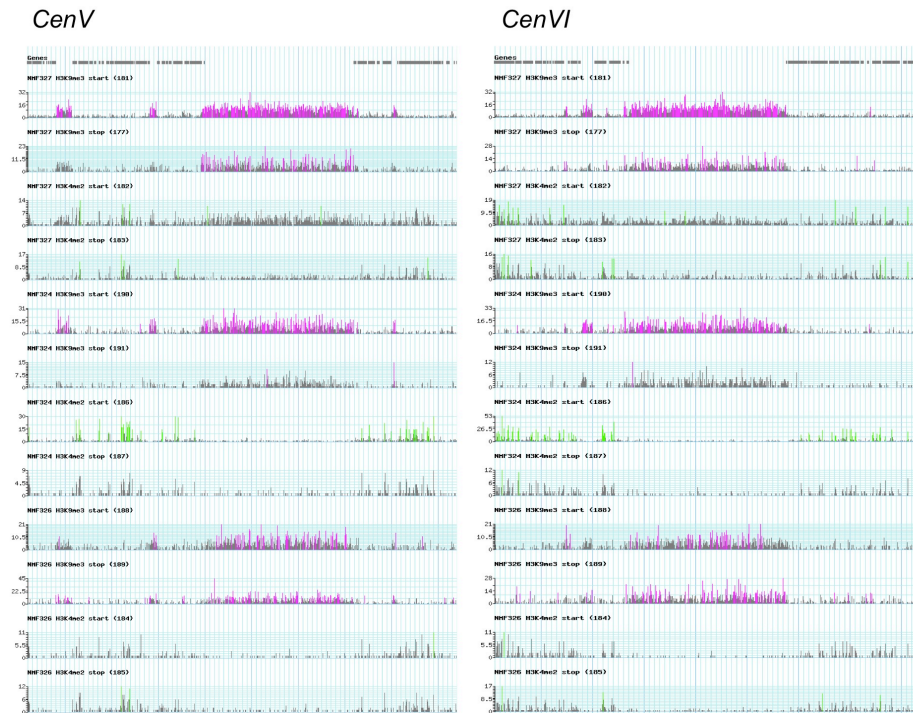 CenV
Genes
NMF327 H3K9me3 start (181)
32
16
0
NMF327 H3K9me3 stop (177)
23
11.5
0
NMF327 H3K4me2 start (182)
14
7
0
NMF327 H3K4me2 stop (183)
17
8.5
0
NMF324 H3K9me3 start (190)
31
15.5
0
NMF324 H3K9me3 stop (191)
15
7.5
0
NMF324 H3K4me2 start (186)
30
15
0
NMF324 H3K4me2 stop (187)
9
4.5
0
NMF326 H3K9me3 start (188)
21
10.5
0
NMF326 H3K9me3 stop (189)
45
22.5
0
NMF326 H3K4me2 start (184)
11
5.5
0
NMF326 H3K4me2 stop (185)
12
6
0
CenVI
Genes
NMF327 H3K9me3 start (181)
32
16
0
NMF327 H3K9me3 stop (177)
28
14
0
NMF327 H3K4me2 start (182)
19
9.5
0
NMF327 H3K4me2 stop (183)
16
8
0
NMF324 H3K9me3 start (190)
33
16.5
0
NMF324 H3K9me3 stop (191)
12
6
0
NMF324 H3K4me2 start (186)
53
26.5
0
NMF324 H3K4me2 stop (187)
12
6
0
NMF326 H3K9me3 start (188)
21
10.5
0
NMF326 H3K9me3 stop (189)
28
14
0
NMF326 H3K4me2 start (184)
11
5.5
0
NMF326 H3K4me2 stop (185)
17
8.5
0